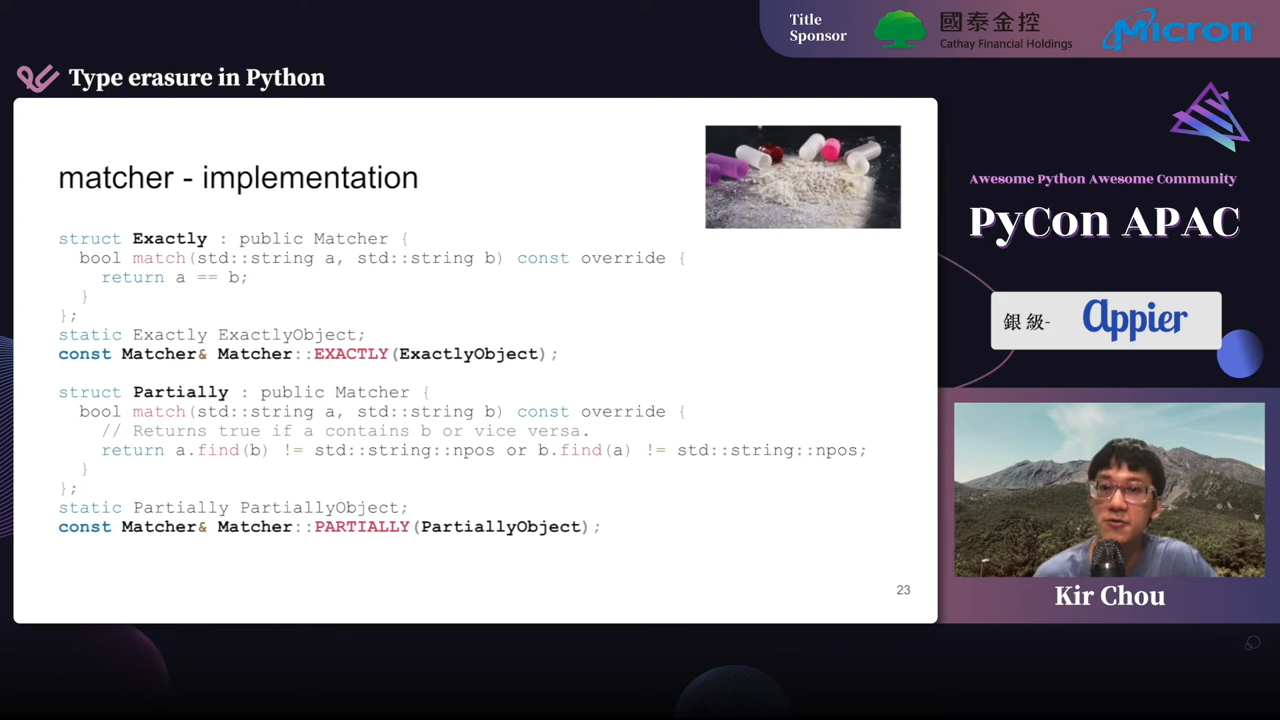 Title
Sponsor
國泰金控
Cathay Financial Holdings
Micron
Type erasure in Python
matcher - implementation
struct Exactly : public Matcher {
bool match(std::string a, std::string b) const override {
return a == b;
}
};
static Exactly ExactlyObject;
const Matcher& Matcher::EXACTLY(ExactlyObject);
struct Partially : public Matcher {
bool match(std::string a, std::string b) const override {
// Returns true if a contains b or vice versa.
return a.find(b) != std::string::npos or b.find(a) != std::string::npos;
}
};
static Partially PartiallyObject;
const Matcher& Matcher::PARTIALLY(PartiallyObject);
23
Awesome Python Awesome Community
PyCon APAC
銀級-
Appier
Kir Chou